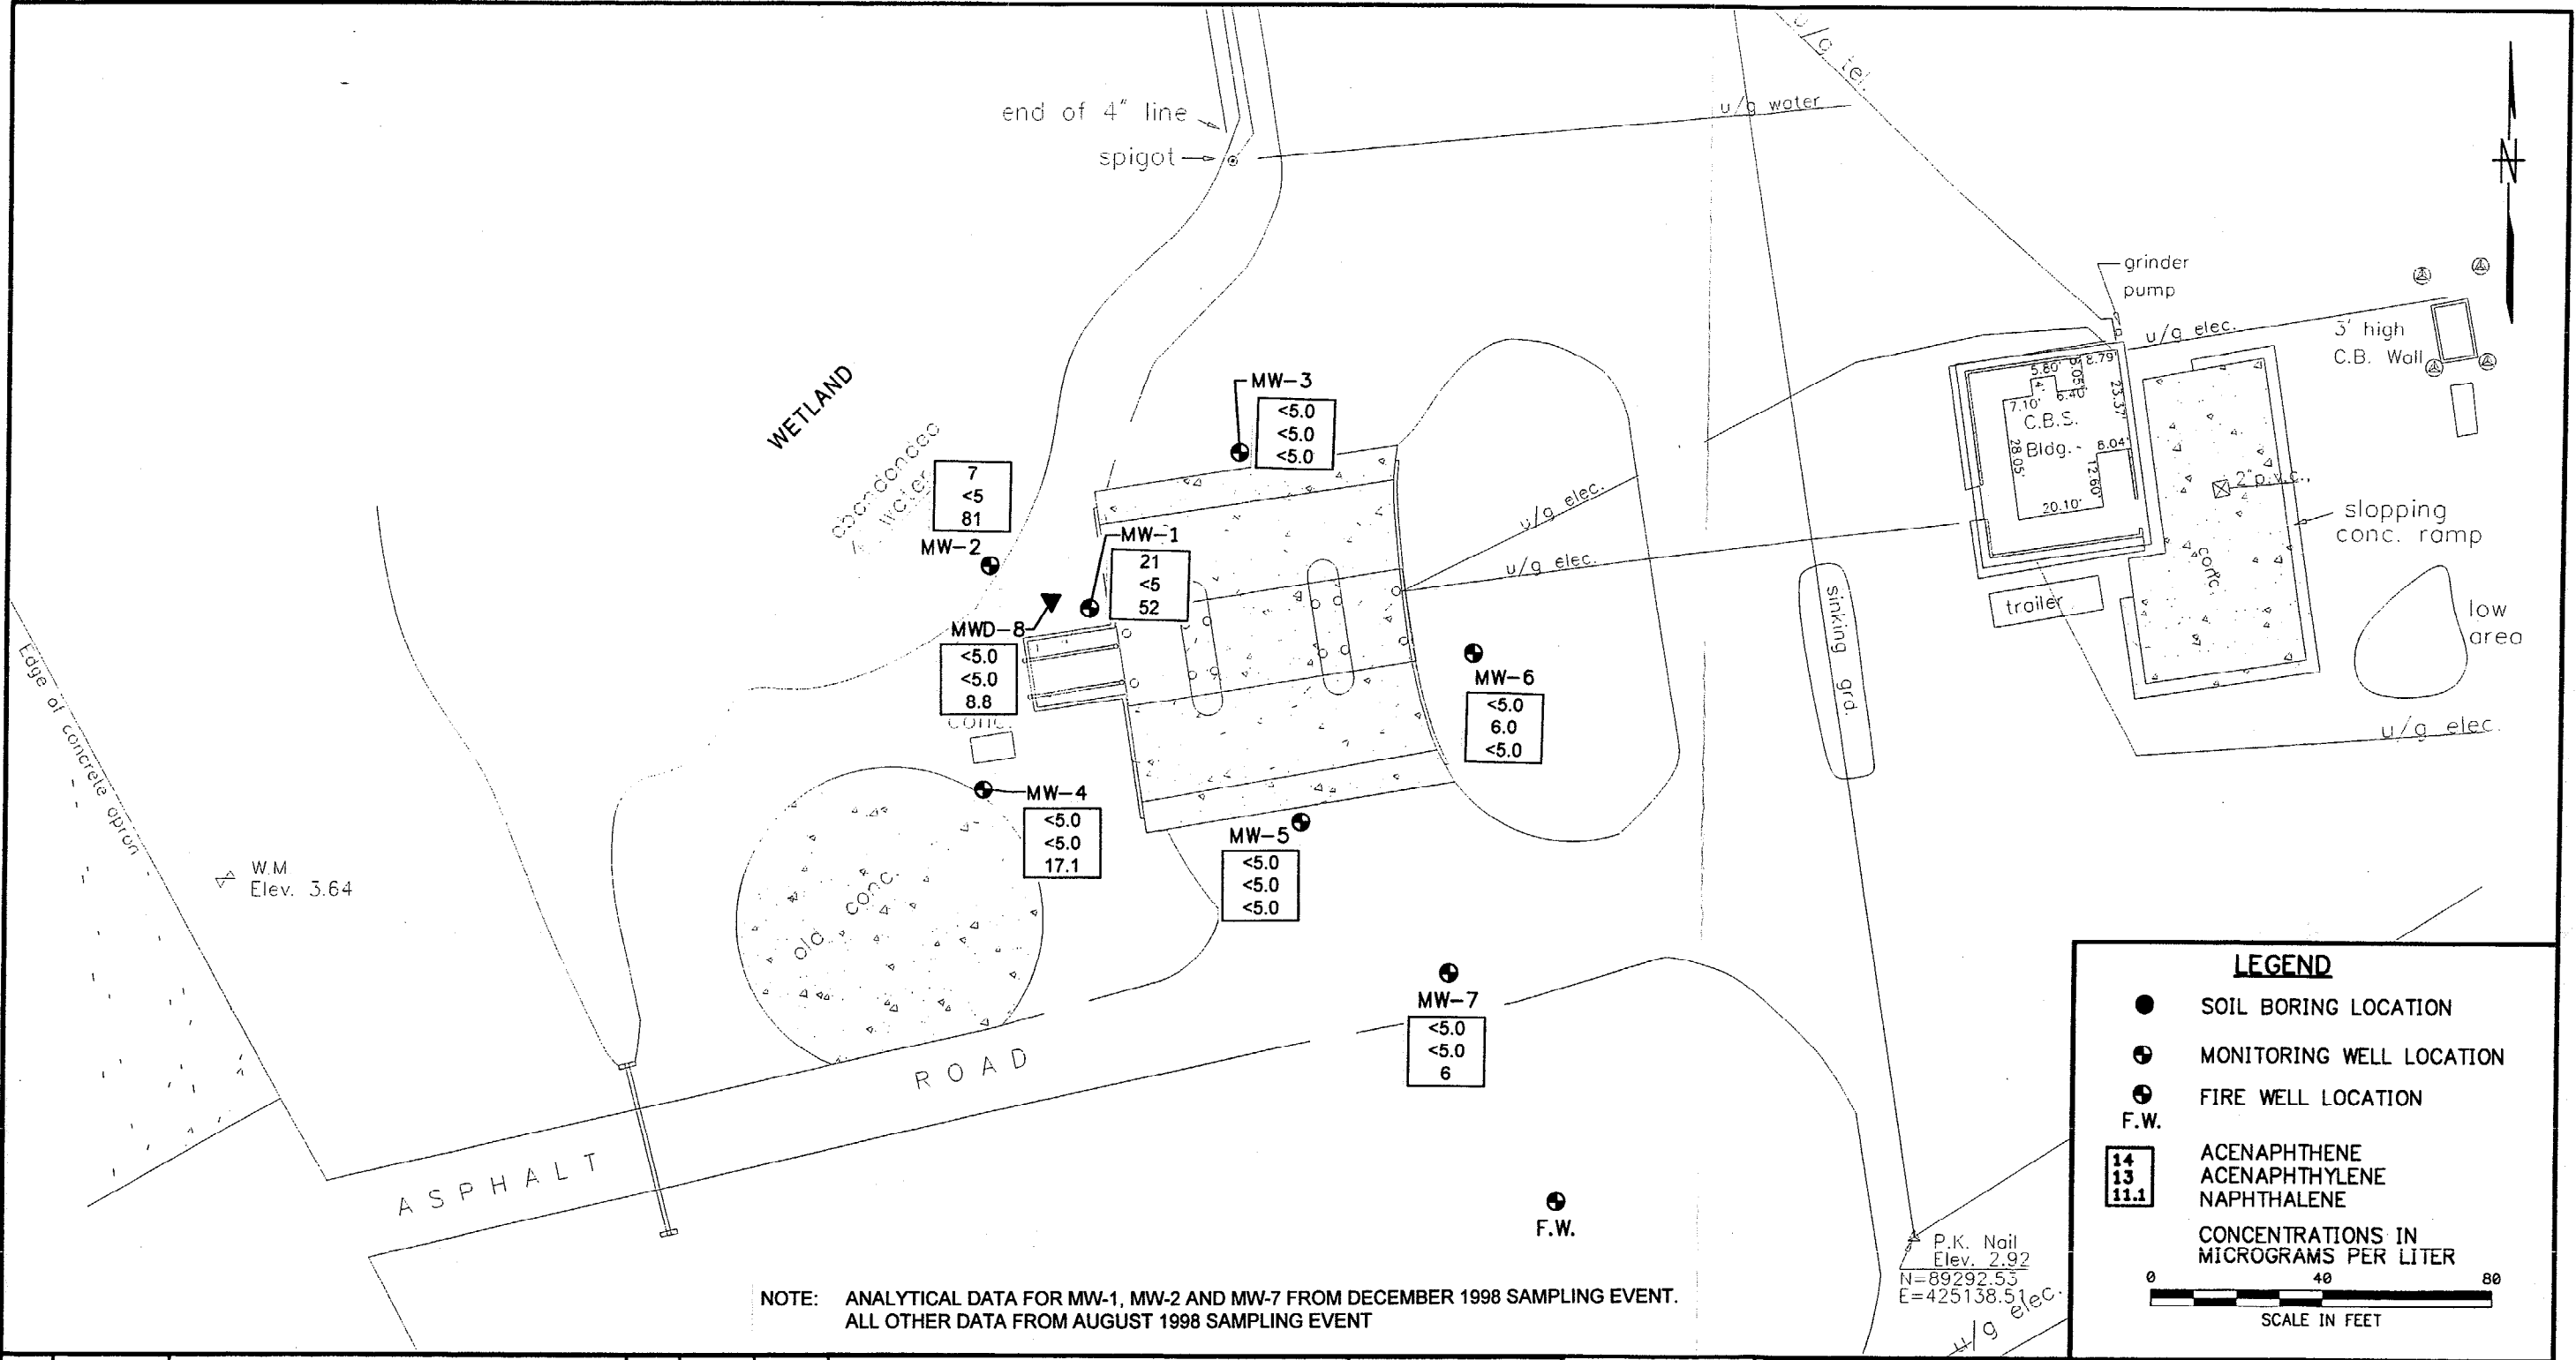 u/g tel.
end of 4" line
u/g water
spigot
N
grinder
pump
u/g elec.
3' high
C.B. Wall
MW-3
<5.0
<5.0
<5.0
WETLAND
abandoned
water
7
<5
81
MW-2
MW-1
21
<5
52
MWD-8
<5.0
<5.0
8.8
conc.
u/g elec.
u/g elec.
5.80'
5.05'
8.79'
4'
6.40'
23.37'
7.10'
C.B.S.
Bldg.
28.05'
8.04'
12.60'
20.10'
2" p.v.c.
slopping
conc. ramp
conc.
trailer
low
area
sinking grd.
u/g elec.
MW-6
<5.0
6.0
<5.0
MW-4
<5.0
<5.0
17.1
MW-5
<5.0
<5.0
<5.0
Edge of concrete apron
W.M
Elev. 3.64
old conc.
MW-7
<5.0
<5.0
6
ASPHALT ROAD
F.W.
P.K. Nail
Elev. 2.92
N=89292.53
E=425138.51
u/g elec.
NOTE: ANALYTICAL DATA FOR MW-1, MW-2 AND MW-7 FROM DECEMBER 1998 SAMPLING EVENT.
ALL OTHER DATA FROM AUGUST 1998 SAMPLING EVENT
LEGEND
SOIL BORING LOCATION
MONITORING WELL LOCATION
FIRE WELL LOCATION
F.W.
14 ACENAPHTHENE
13 ACENAPHTHYLENE
11.1 NAPHTHALENE
CONCENTRATIONS IN
MICROGRAMS PER LITER
0 40 80
SCALE IN FEET